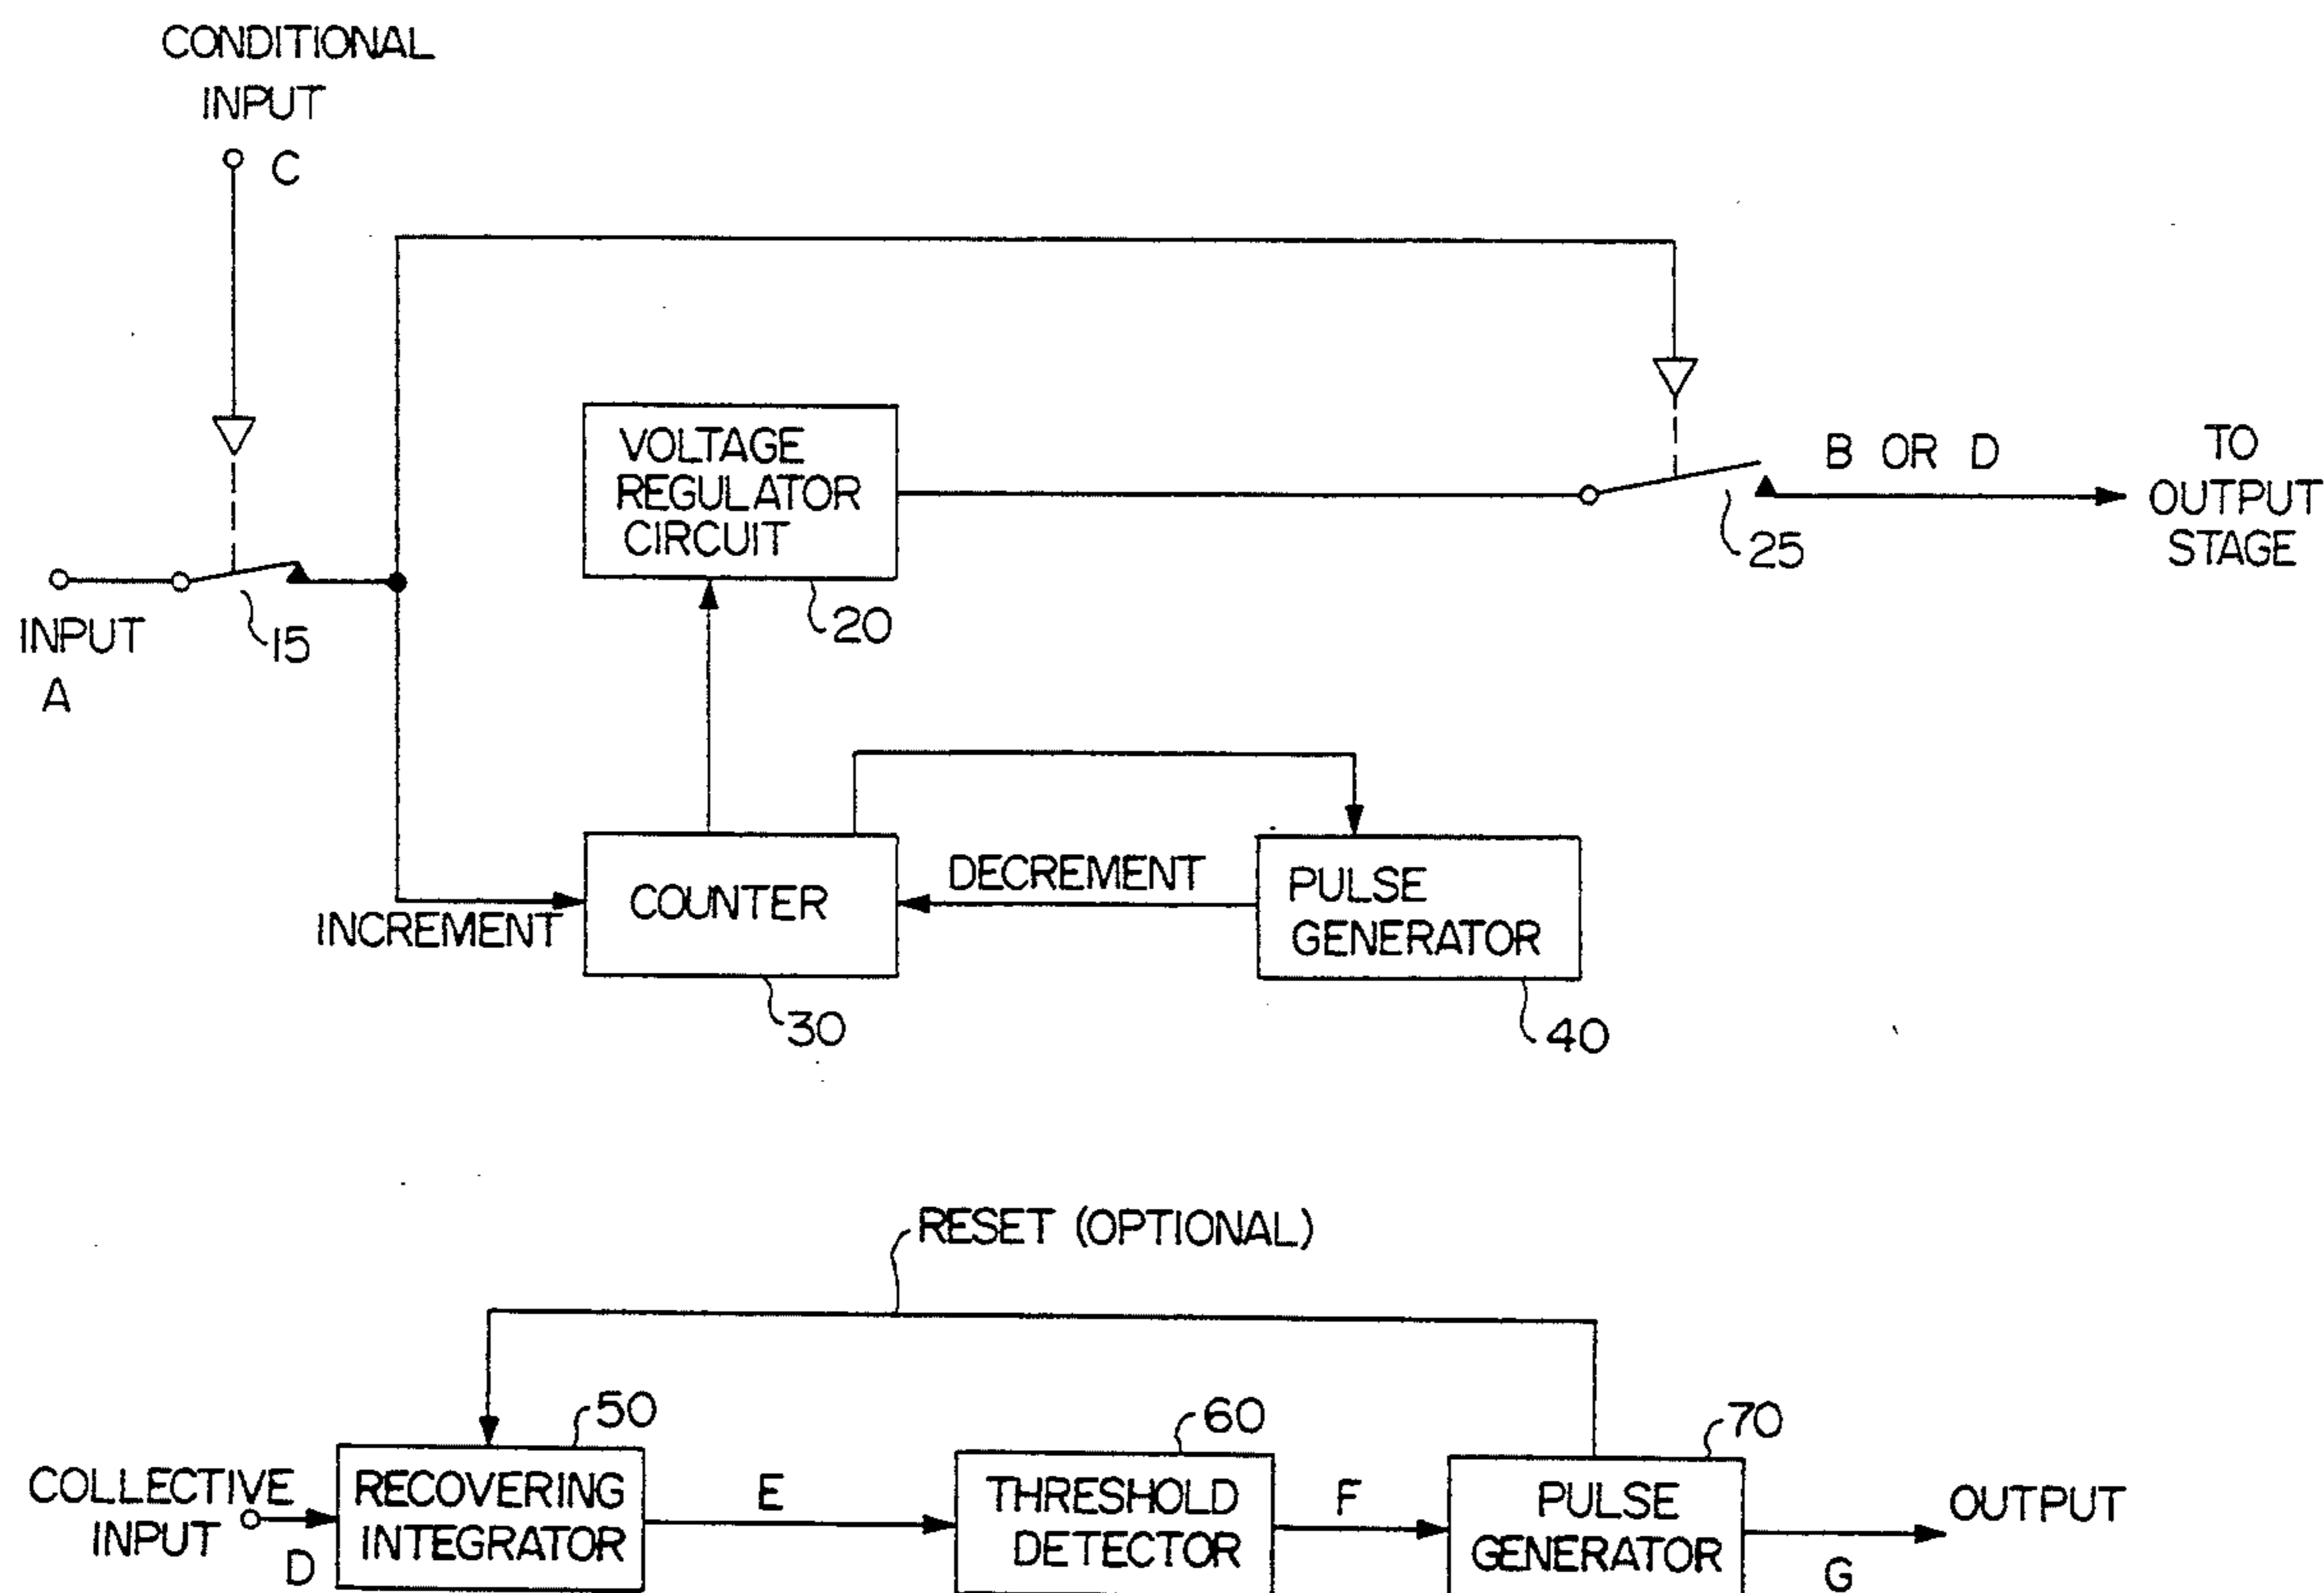 CONDITIONAL
INPUT
C
VOLTAGE
REGULATOR
CIRCUIT
20
B OR D
25
TO
OUTPUT
STAGE
INPUT
A
15
INCREMENT
COUNTER
30
DECREMENT
PULSE
GENERATOR
40
RESET (OPTIONAL)
COLLECTIVE
INPUT
D
50
RECOVERING
INTEGRATOR
E
60
THRESHOLD
DETECTOR
F
70
PULSE
GENERATOR
OUTPUT
G